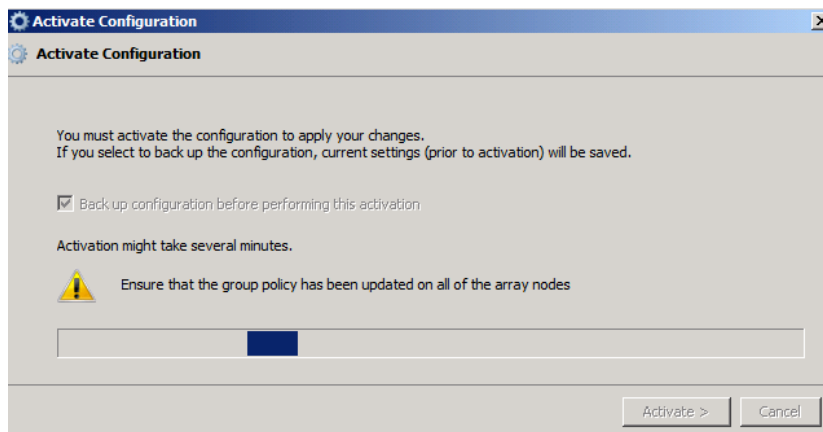 Activate Configuration
Activate Configuration
You must activate the configuration to apply your changes.
If you select to back up the configuration, current settings (prior to activation) will be saved.
Back up configuration before performing this activation
Activation might take several minutes.
Ensure that the group policy has been updated on all of the array nodes
Activate >
Cancel